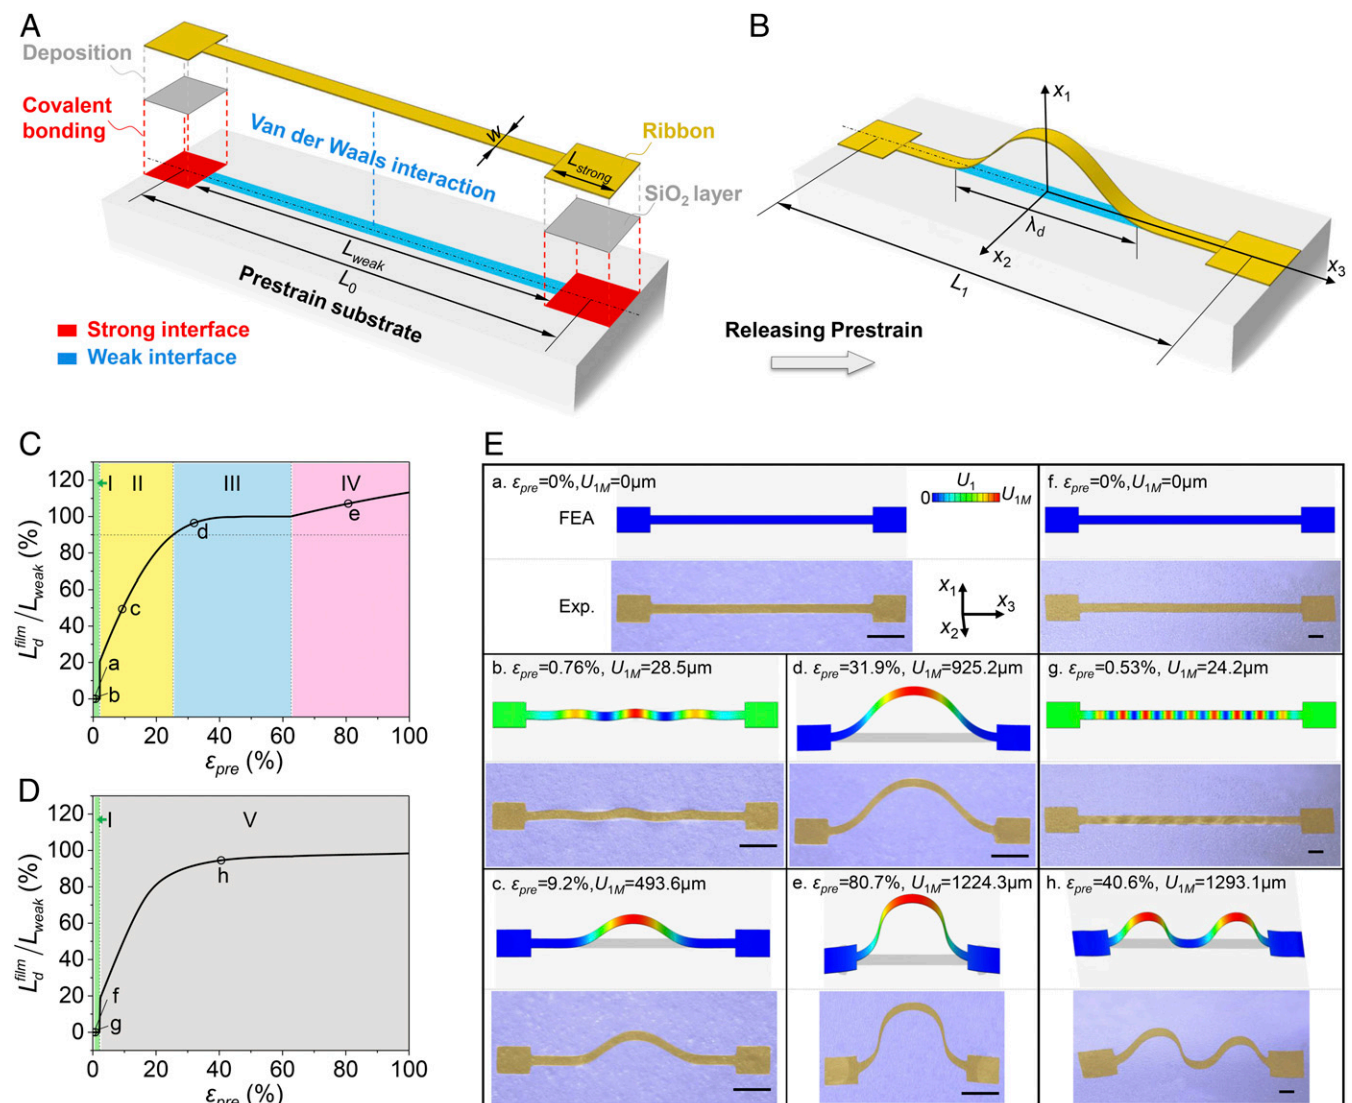 A
Deposition
Covalent
bonding
Van der Waals interaction
W
Ribbon
L_strong
SiO₂ layer
L_weak
L₀
Prestrain substrate
Strong interface
Weak interface
B
x₁
λ_d
x₂
x₃
L₁
Releasing Prestrain
C
I II III IV
120
100
80
60
40
20
0
L_d^film/L_weak (%)
a
b
c
d
e
0 20 40 60 80 100
ε_pre (%)
D
I V
120
100
80
60
40
20
0
L_d^film/L_weak (%)
f
g
h
0 20 40 60 80 100
ε_pre (%)
E
a. ε_pre=0%,U_1M=0μm
U₁
0 U_1M
FEA
Exp.
x₁
x₃
x₂
f. ε_pre=0%,U_1M=0μm
b. ε_pre=0.76%, U_1M=28.5μm
d. ε_pre=31.9%, U_1M=925.2μm
g. ε_pre=0.53%, U_1M=24.2μm
c. ε_pre=9.2%,U_1M=493.6μm
e. ε_pre=80.7%, U_1M=1224.3μm
h. ε_pre=40.6%, U_1M=1293.1μm